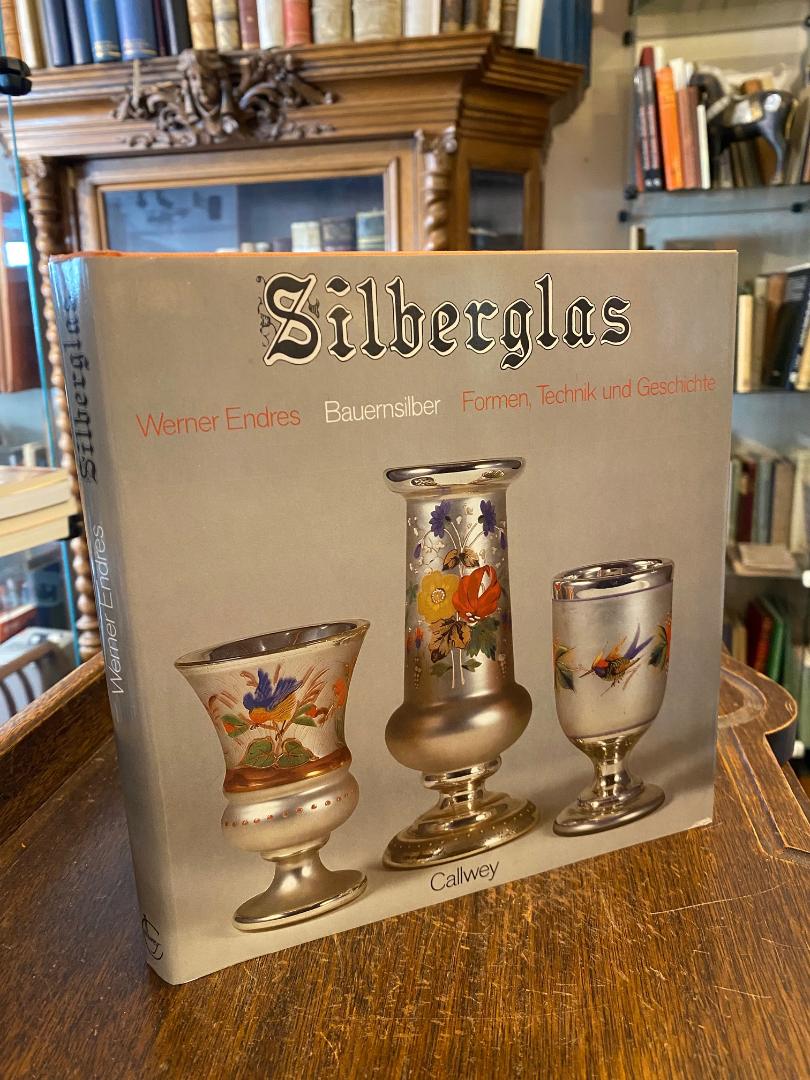 Silberglas
Werner Endres Bauernsilber Formen, Technik und Geschichte
Callwey
Silberglas
Werner Endres